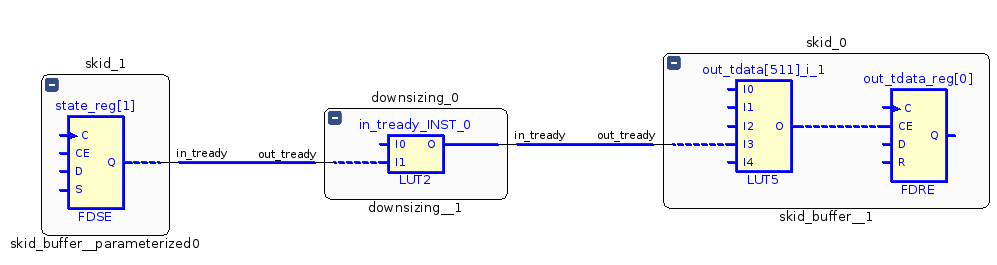 skid_1
state_reg[1]
C
CE
D
S
Q
FDSE
skid_buffer__parameterized0
in_tready
out_tready
downsizing_0
in_tready_INST_0
I0
I1
O
LUT2
downsizing__1
in_tready
out_tready
skid_0
out_tdata[511]_i_1
I0
I1
I2
I3
I4
O
LUT5
out_tdata_reg[0]
C
CE
D
R
Q
FDRE
skid_buffer__1